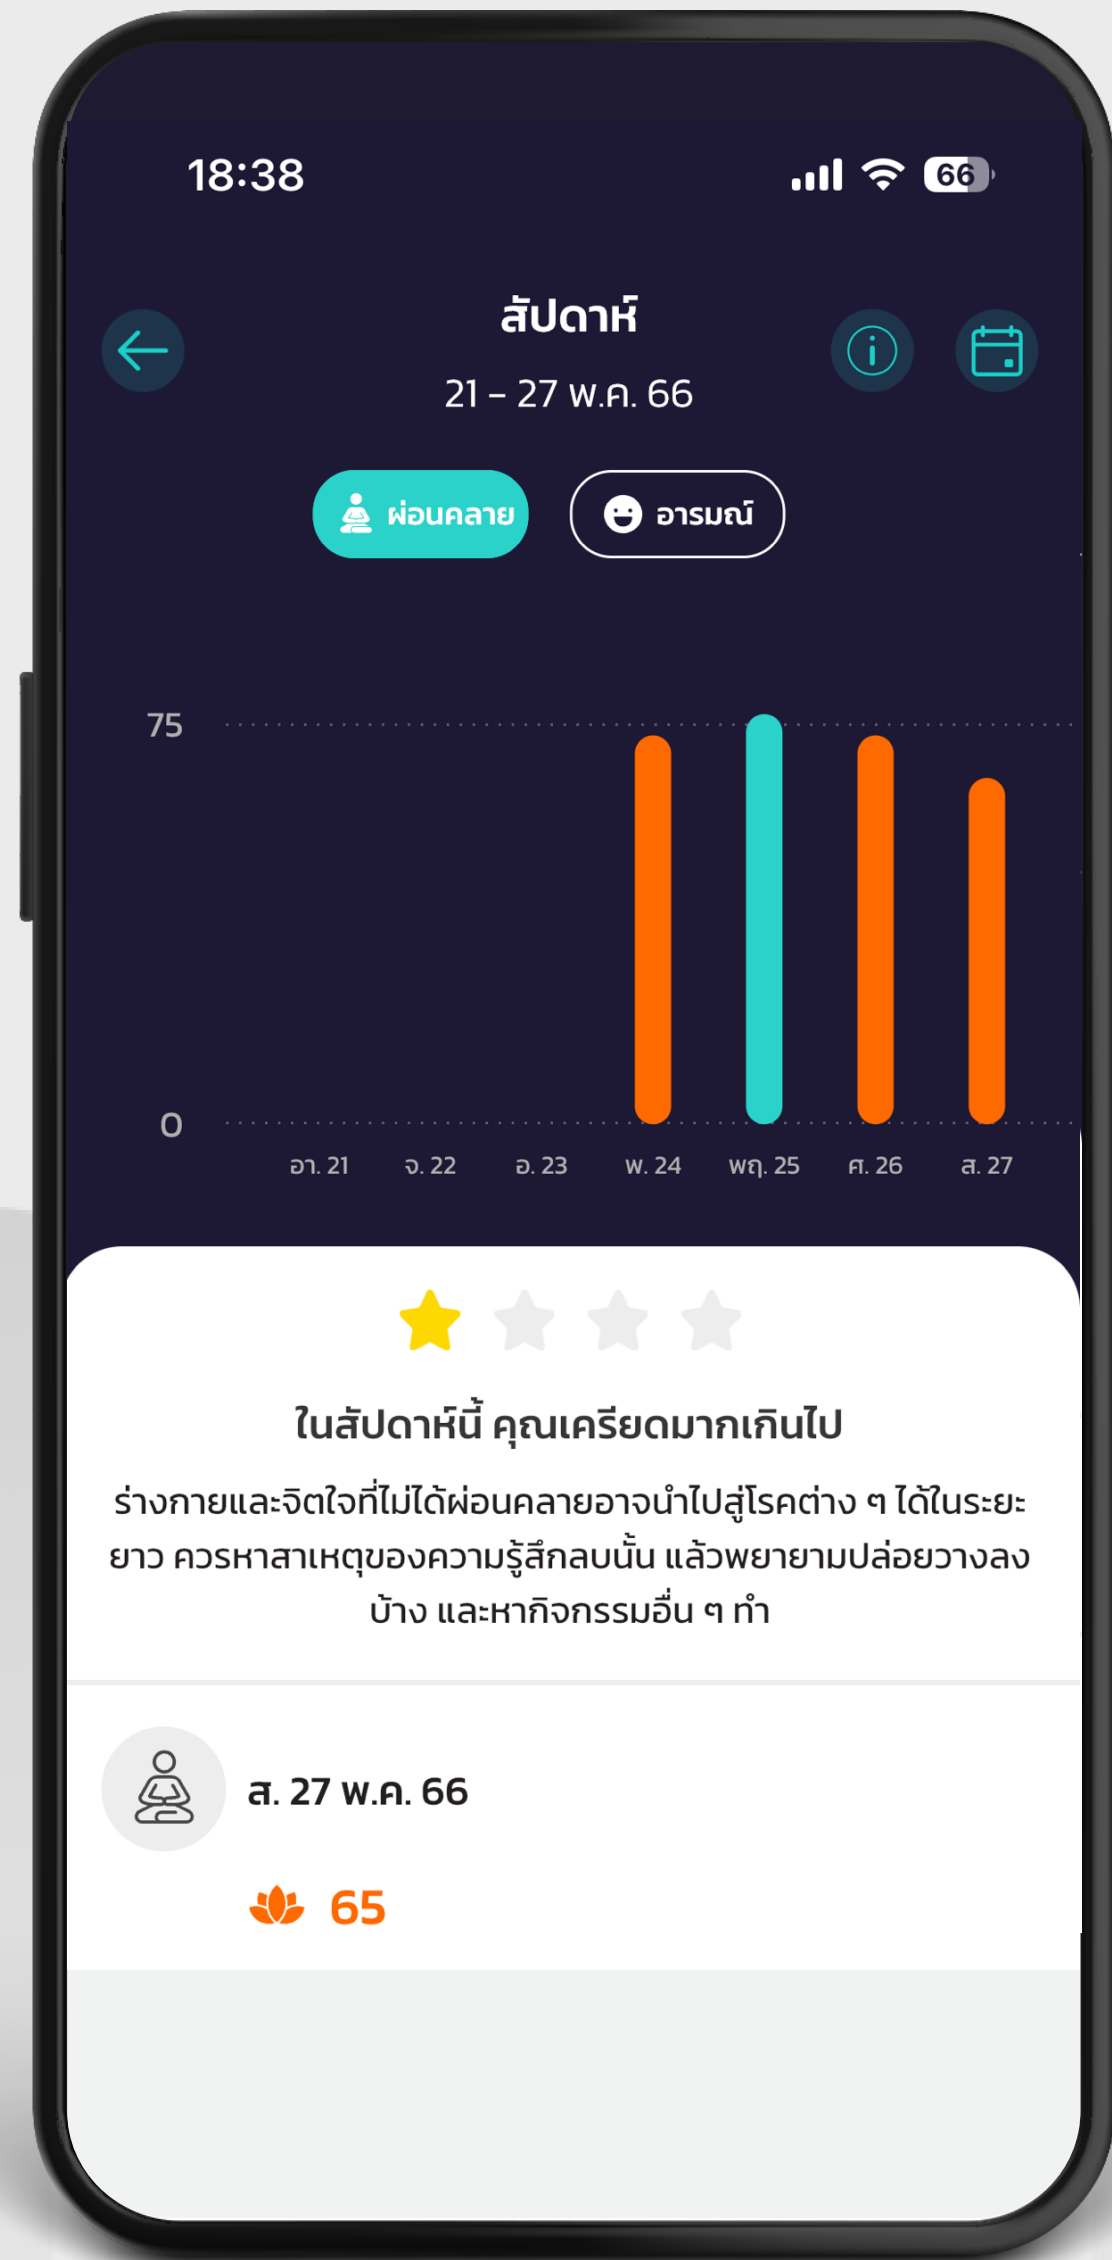 18:38
66
สัปดาห์
21 – 27 พ.ค. 66
ผ่อนคลาย
อารมณ์
75
0
อา. 21
จ. 22
อ. 23
พ. 24
พฤ. 25
ศ. 26
ส. 27
ในสัปดาห์นี้ คุณเครียดมากเกินไป
ร่างกายและจิตใจที่ไม่ได้ผ่อนคลายอาจนำไปสู่โรคต่าง ๆ ได้ในระยะ
ยาว ควรหาสาเหตุของความรู้สึกลบนั้น แล้วพยายามปล่อยวางลง
บ้าง และหากิจกรรมอื่น ๆ ทำ
ส. 27 พ.ค. 66
65